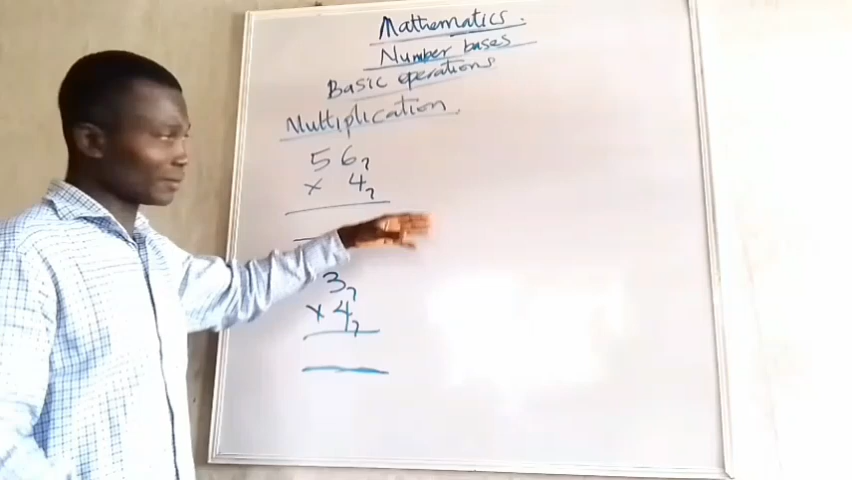 Mathematics.
Number bases
Basic operations
Multiplication.
56₇
× 4₇
3₇
× 4₇